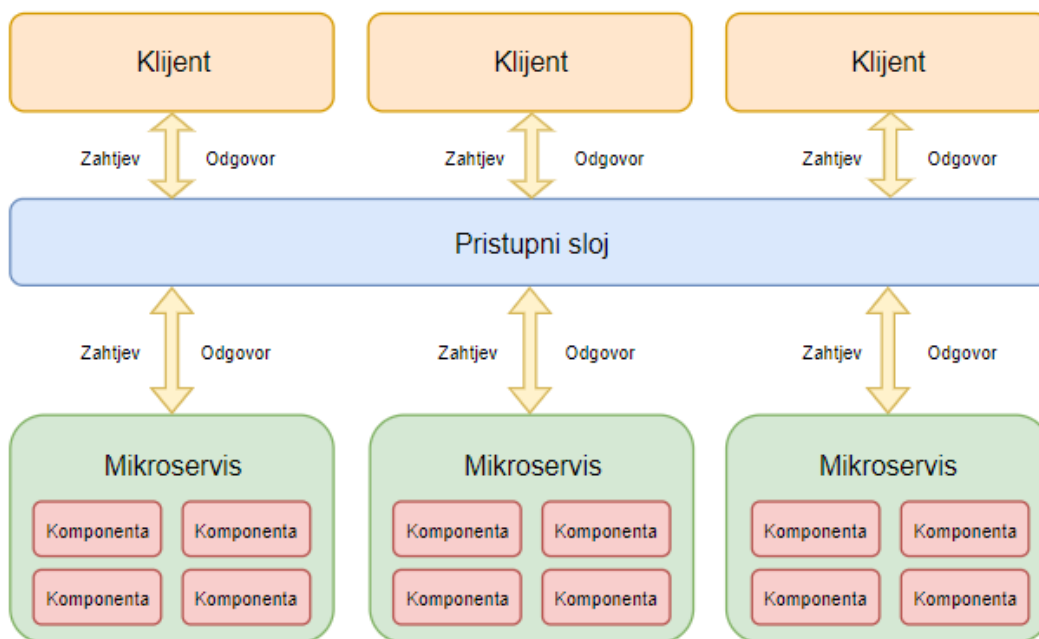 Klijent Klijent Klijent
Zahtjev Odgovor Zahtjev Odgovor Zahtjev Odgovor
Pristupni sloj
Zahtjev Odgovor Zahtjev Odgovor Zahtjev Odgovor
Mikroservis Mikroservis Mikroservis
Komponenta Komponenta Komponenta Komponenta Komponenta Komponenta
Komponenta Komponenta Komponenta Komponenta Komponenta Komponenta